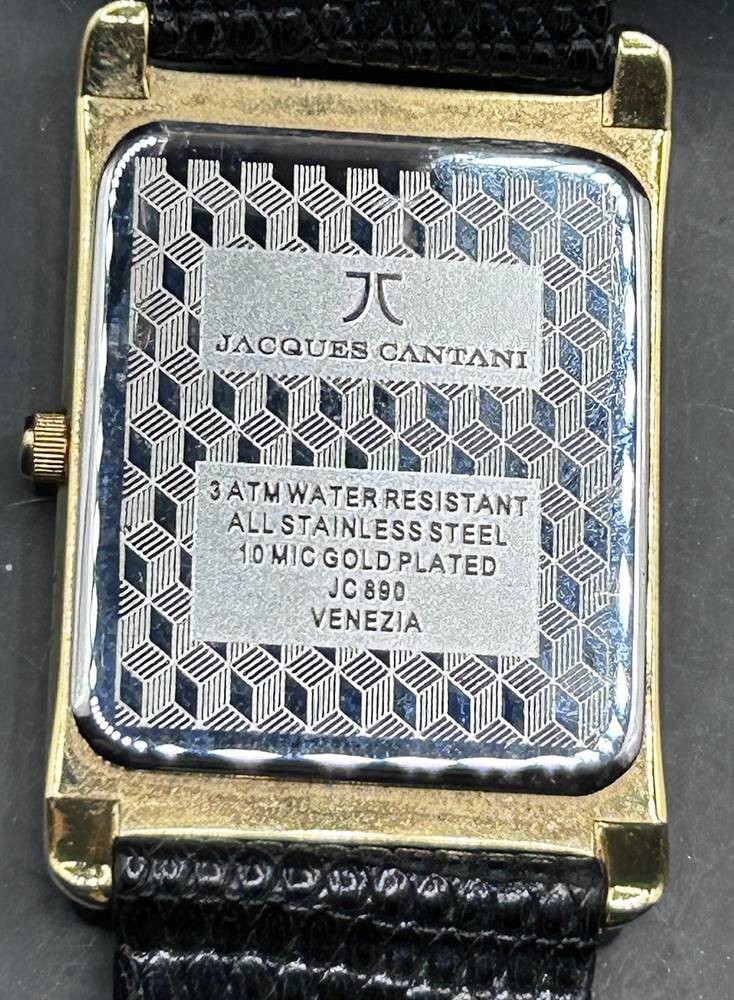 JACQUES CANTANI
3 ATM WATER RESISTANT
ALL STAINLESS STEEL
10 MIC GOLD PLATED
JC 890
VENEZIA